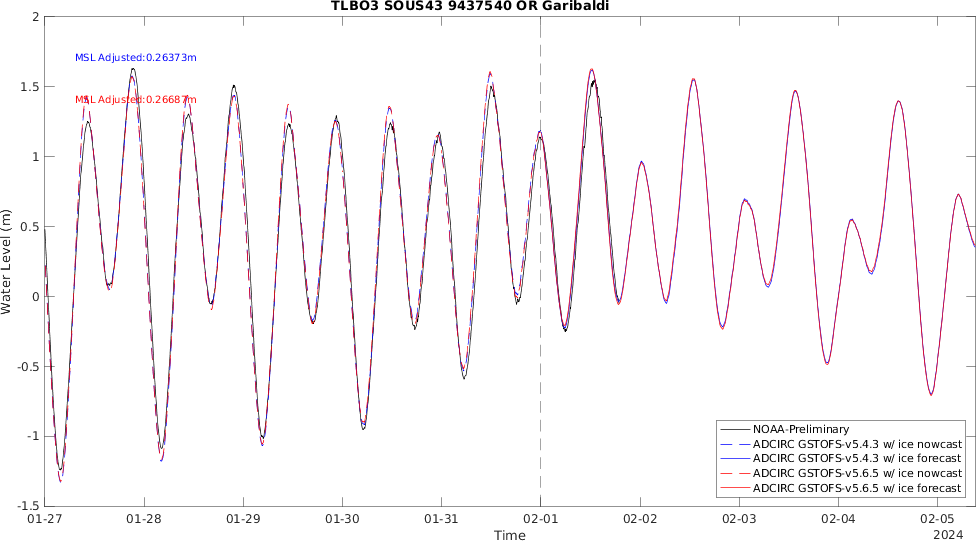 TLBO3 SOUS43 9437540 OR Garibaldi
2
MSL Adjusted:0.26373m
1.5
MSL Adjusted:0.26687m
1
0.5
Water Level (m)
0
-0.5
-1
NOAA-Preliminary
ADCIRC GSTOFS-v5.4.3 w/ ice nowcast
ADCIRC GSTOFS-v5.4.3 w/ ice forecast
ADCIRC GSTOFS-v5.6.5 w/ ice nowcast
ADCIRC GSTOFS-v5.6.5 w/ ice forecast
-1.5
01-27 01-28 01-29 01-30 01-31 02-01 02-02 02-03 02-04 02-05
Time
2024